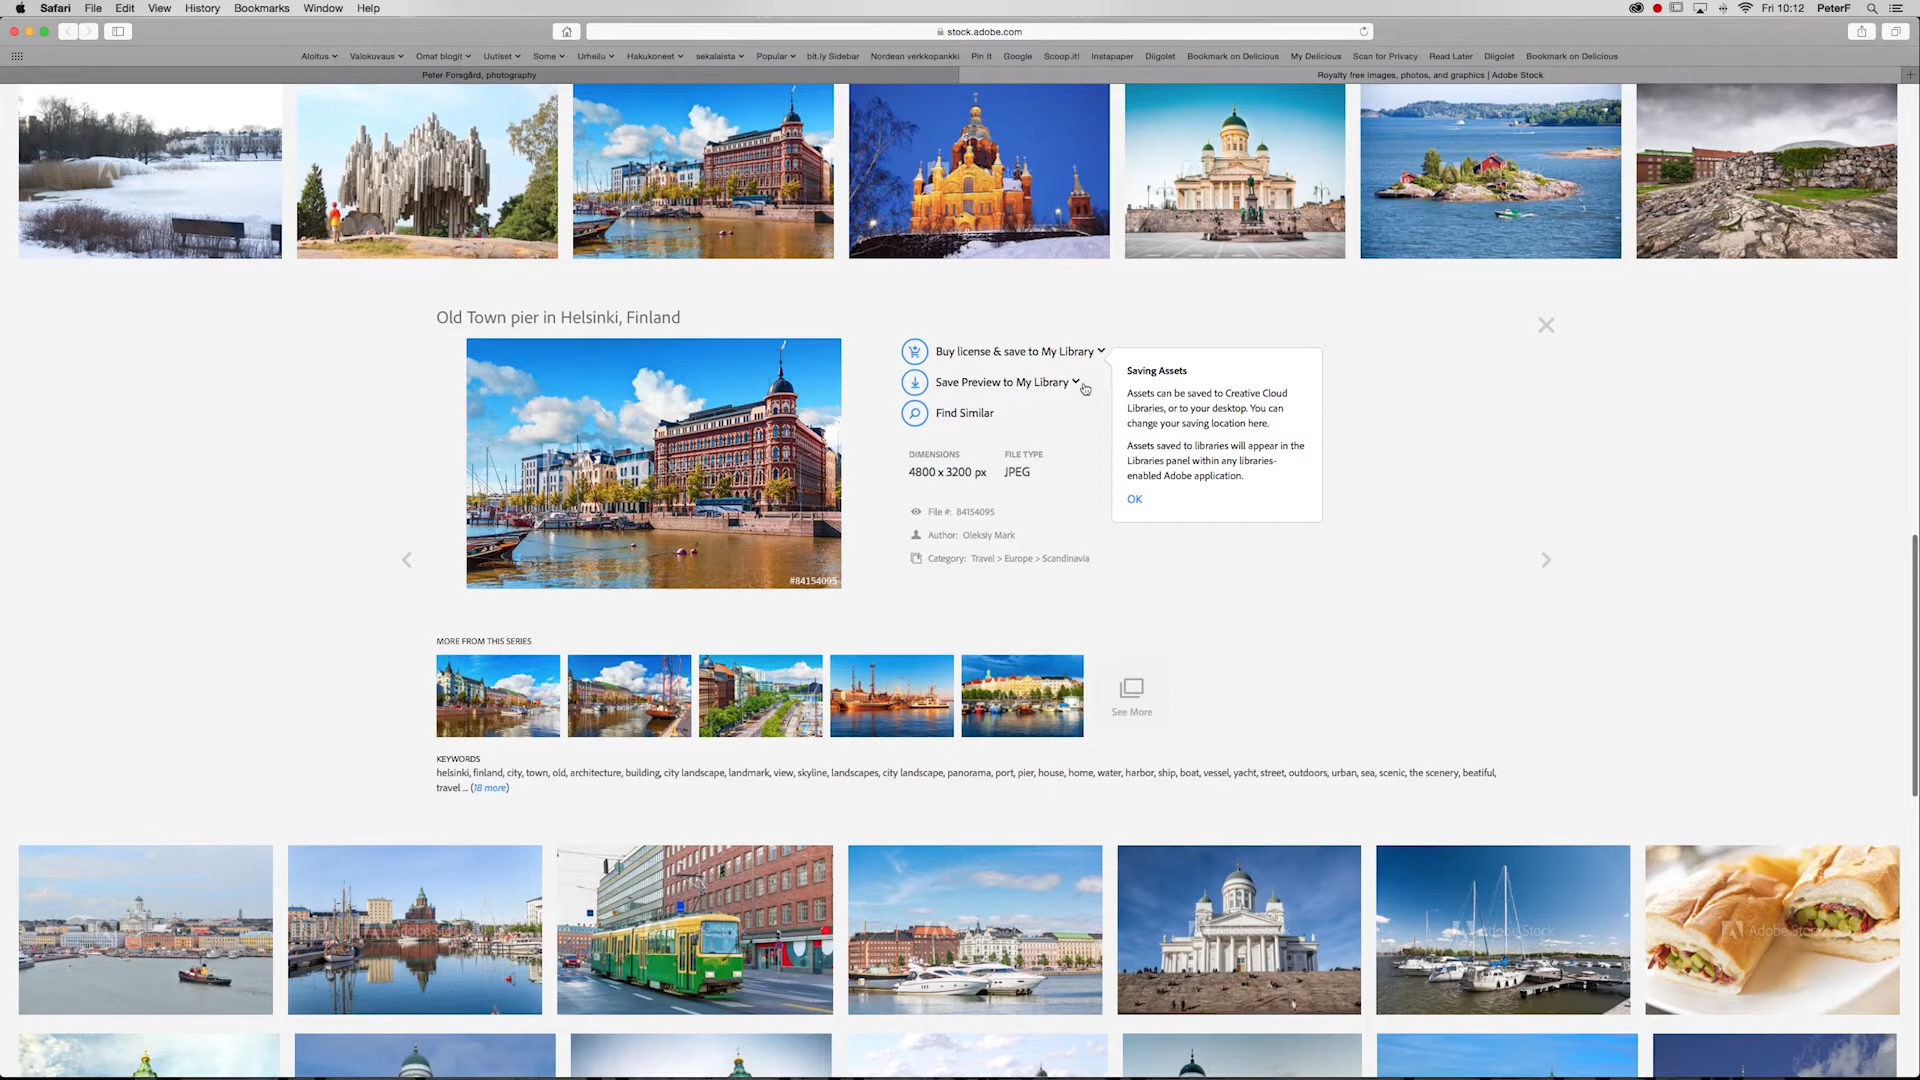 Safari File Edit View History Bookmarks Window Help Fri 10:12 PeterF
stock.adobe.com
Aloitus Valokuvaus Omat blogit Uutiset Some Urheilu Hakukoneet sekalaista Popular bit.ly Sidebar Nordean verkkopankki Pin It Google Scoop.it! Instapaper Diigolet Bookmark on Delicious My Delicious Scan for Privacy Read Later Diigolet Bookmark on Delicious
Peter Forsgård, photography Royalty free images, photos, and graphics | Adobe Stock
Old Town pier in Helsinki, Finland
#84154095
Buy license & save to My Library
Save Preview to My Library
Find Similar
DIMENSIONS FILE TYPE
4800 x 3200 px JPEG
File #: 84154095
Author: Oleksiy Mark
Category: Travel > Europe > Scandinavia
Saving Assets
Assets can be saved to Creative Cloud
Libraries, or to your desktop. You can
change your saving location here.
Assets saved to libraries will appear in the
Libraries panel within any libraries-
enabled Adobe application.
OK
MORE FROM THIS SERIES
See More
KEYWORDS
helsinki, finland, city, town, old, architecture, building, city landscape, landmark, view, skyline, landscapes, city landscape, panorama, port, pier, house, home, water, harbor, ship, boat, vessel, yacht, street, outdoors, urban, sea, scenic, the scenery, beatiful,
travel ... (18 more)
Adobe Stock